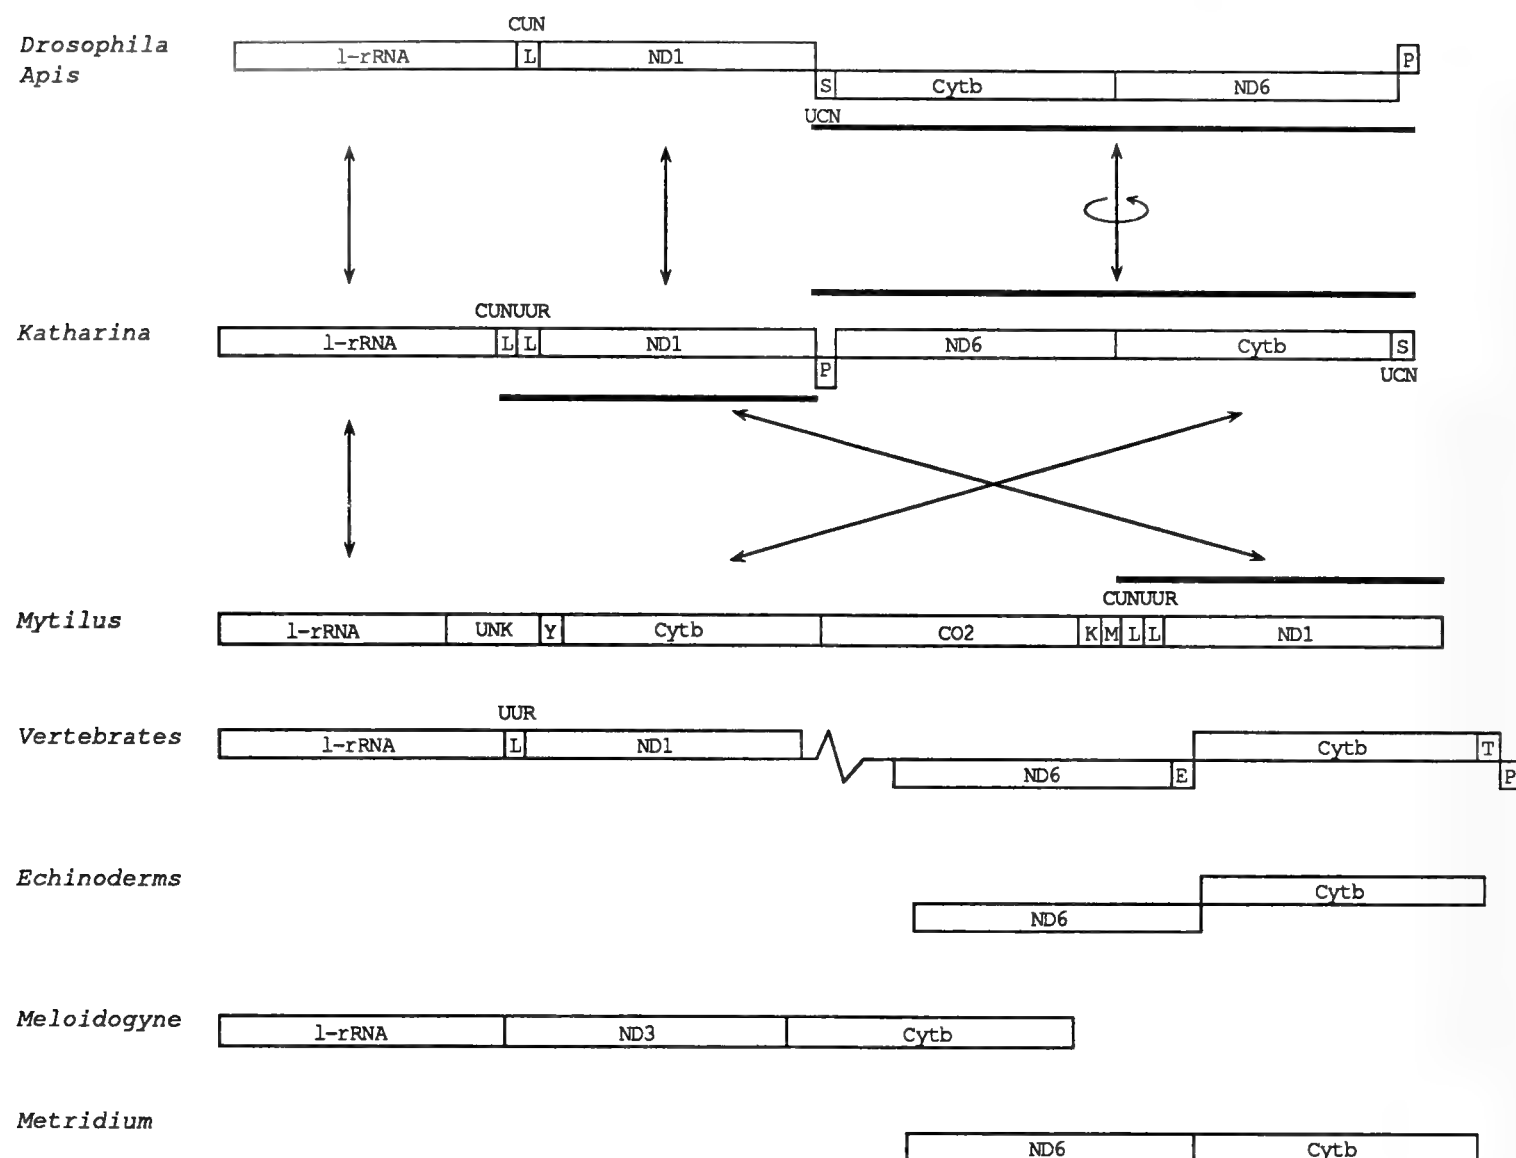 CUN
Drosophila
Apis
l-rRNA L ND1 P
S Cytb ND6
UCN
CUNUUR
Katharina l-rRNA L L ND1 ND6 Cytb S
P
UCN
CUNUUR
Mytilus l-rRNA UNK Y Cytb CO2 K M L L ND1
UUR
Vertebrates l-rRNA L ND1 Cytb T
ND6 E P
Echinoderms Cytb
ND6
Meloidogyne l-rRNA ND3 Cytb
Metridium
ND6 Cytb